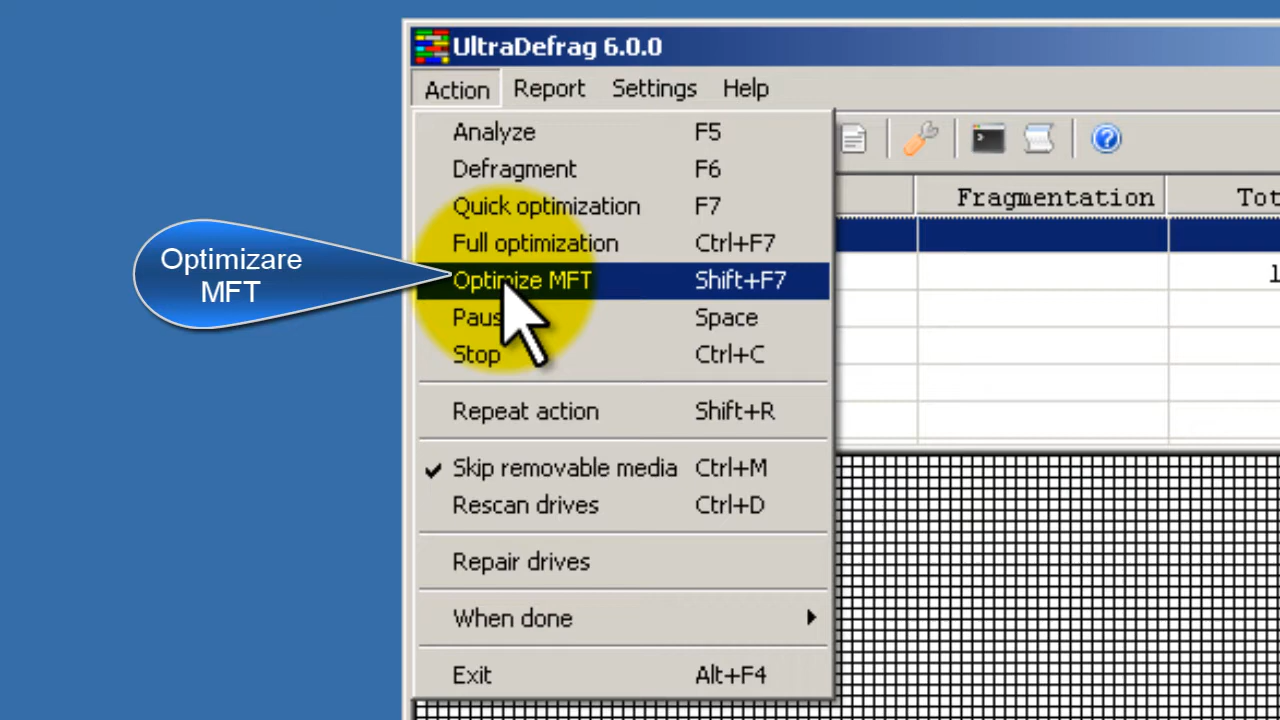 UltraDefrag 6.0.0
Action Report Settings Help
Analyze F5
Defragment F6
Quick optimization F7
Full optimization Ctrl+F7
Optimize MFT Shift+F7
Space
Stop Ctrl+C
Repeat action Shift+R
Skip removable media Ctrl+M
Rescan drives Ctrl+D
Repair drives
When done
Exit Alt+F4
Fragmentation
Optimizare
MFT